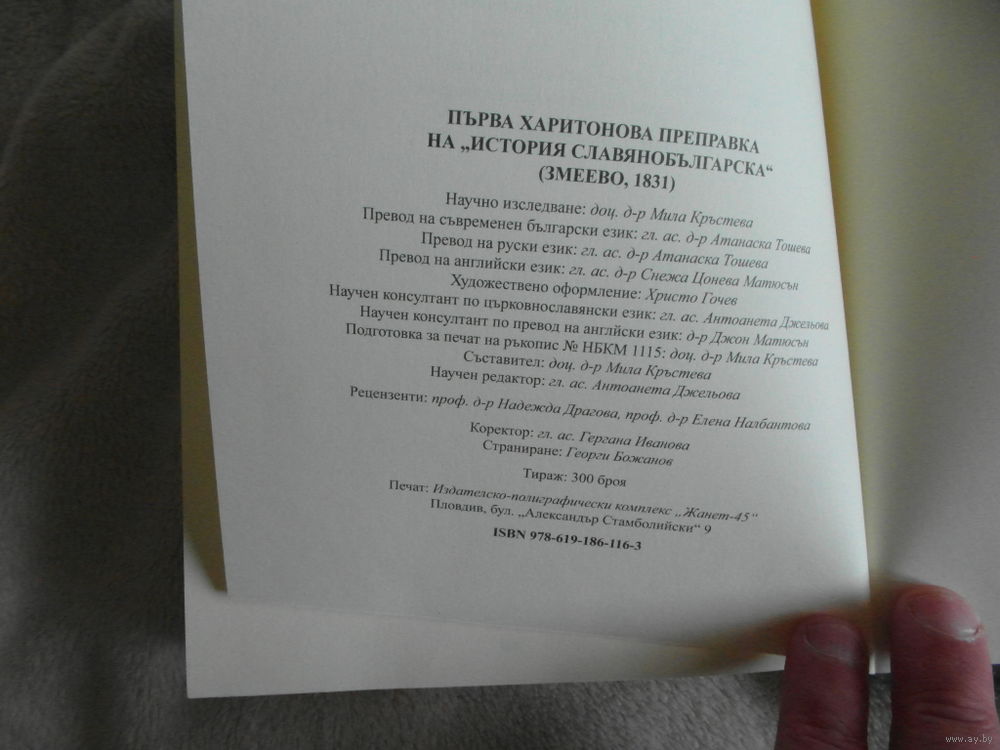 ПЪРВА ХАРИТОНОВА ПРЕПРАВКА
НА „ИСТОРИЯ СЛАВЯНОБЪЛГАРСКА“
(ЗМЕЕВО, 1831)
Научно изследване: доц. д-р Мила Кръстева
Превод на съвременен български език: гл. ас. д-р Атанаска Тошева
Превод на руски език: гл. ас. д-р Атанаска Тошева
Превод на английски език: гл. ас. д-р Снежа Цонева Матюсън
Художествено оформление: Христо Гочев
Научен консултант по църковнославянски език: гл. ас. Антоанета Джельова
Научен консултант по превод на англйски език: д-р Джон Матюсън
Подготовка за печат на ръкопис № НБКМ 1115: доц. д-р Мила Кръстева
Съставител: доц. д-р Мила Кръстева
Научен редактор: гл. ас. Антоанета Джельова
Рецензенти: проф. д-р Надежда Драгова, проф. д-р Елена Налбантова
Коректор: гл. ас. Гергана Иванова
Страниране: Георги Божанов
Тираж: 300 броя
Печат: Издателско-полиграфически комплекс „Жанет-45“
Пловдив, бул. „Александър Стамболийски“ 9
ISBN 978-619-186-116-3
www.ay.by